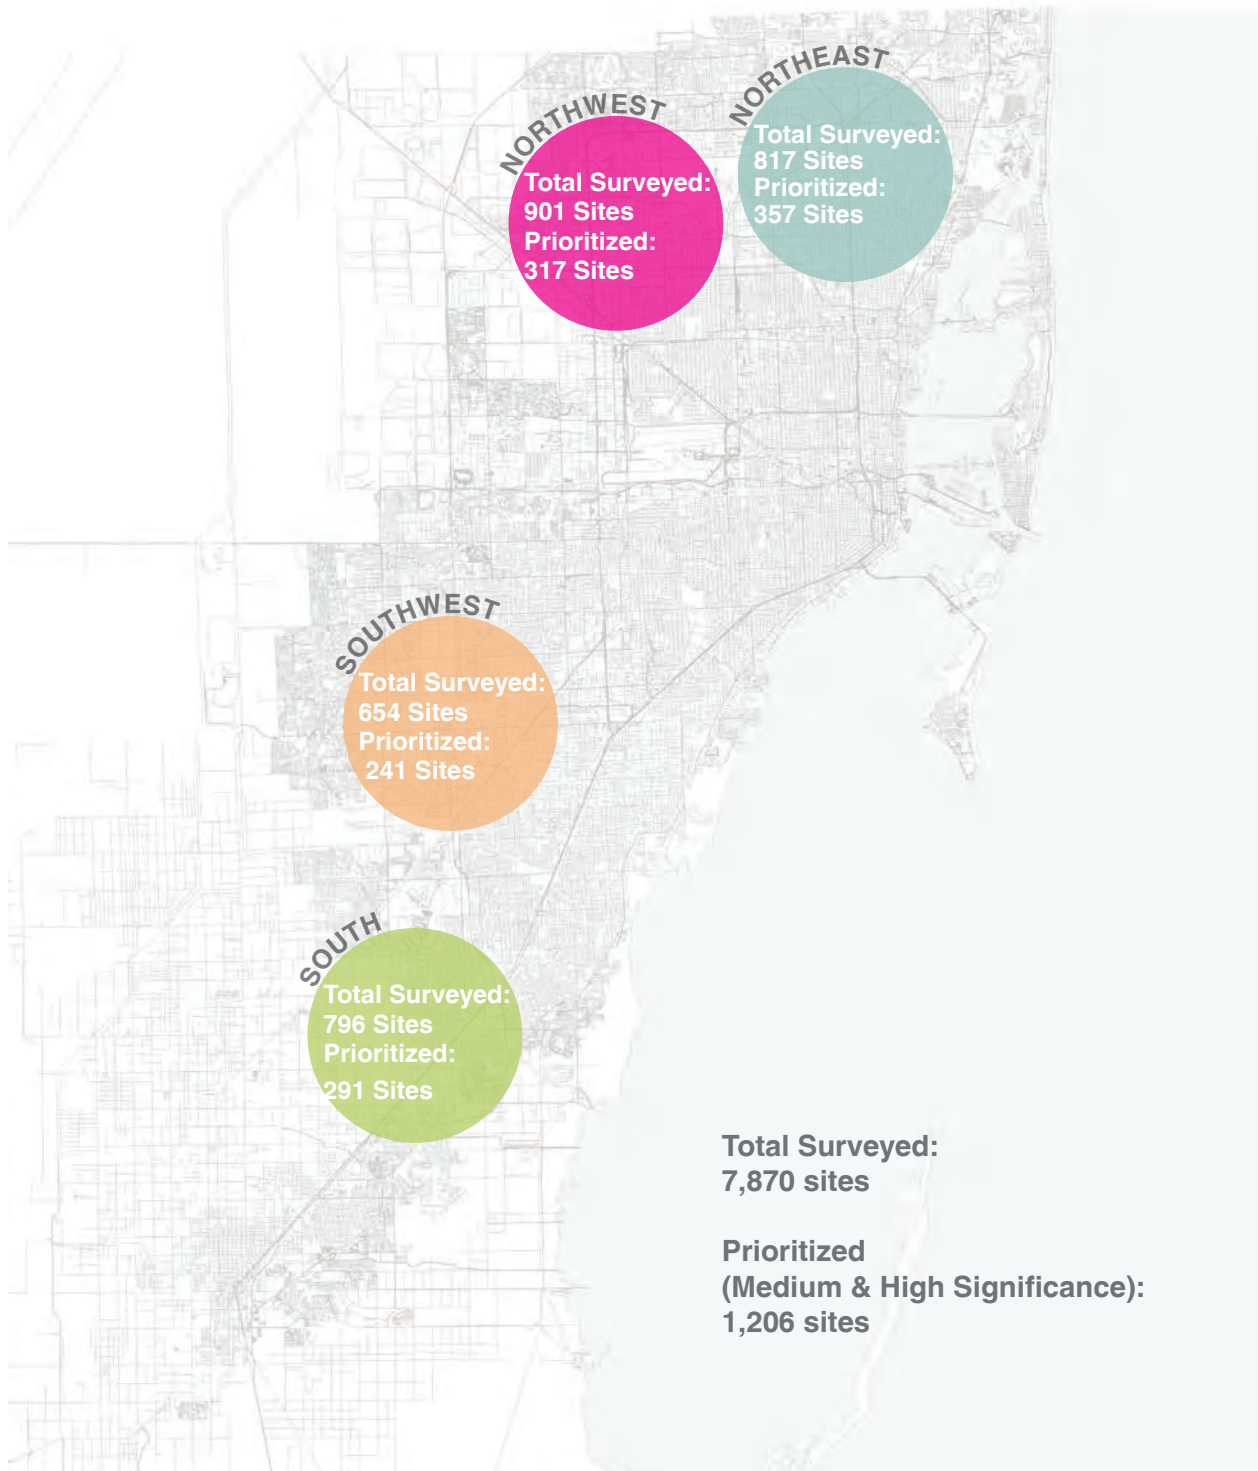 NORTHEAST
Total Surveyed:
817 Sites
Prioritized:
357 Sites
NORTHWEST
Total Surveyed:
901 Sites
Prioritized:
317 Sites
SOUTHWEST
Total Surveyed:
654 Sites
Prioritized:
241 Sites
SOUTH
Total Surveyed:
796 Sites
Prioritized:
291 Sites
Total Surveyed:
7,870 sites
Prioritized
(Medium & High Significance):
1,206 sites